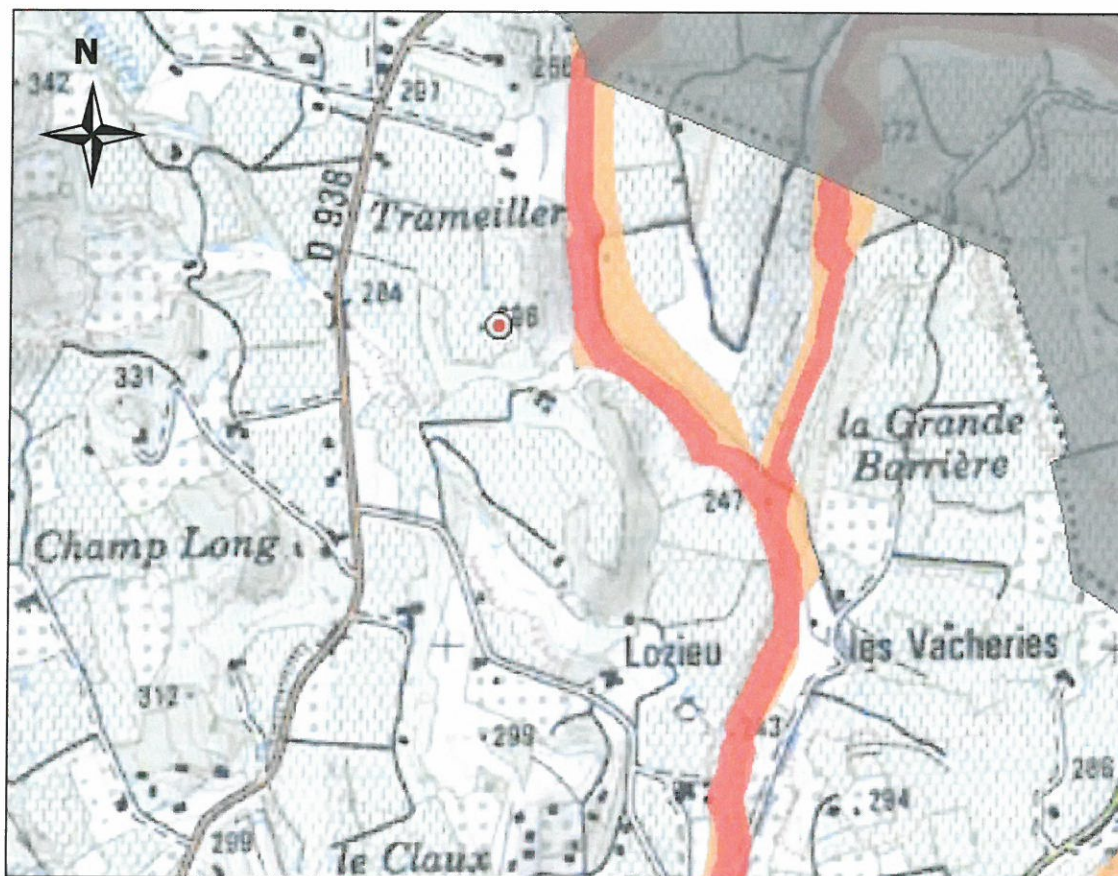 N
342
297
D 938
Trameiller
284
331
la Grande
Barrière
247
Champ Long
Lozieu
les Vacheries
312
299
286
294
299
le Claux